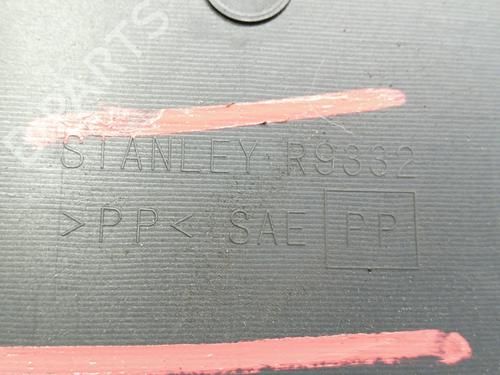 STANLEY R9332
>PP< SAE PP